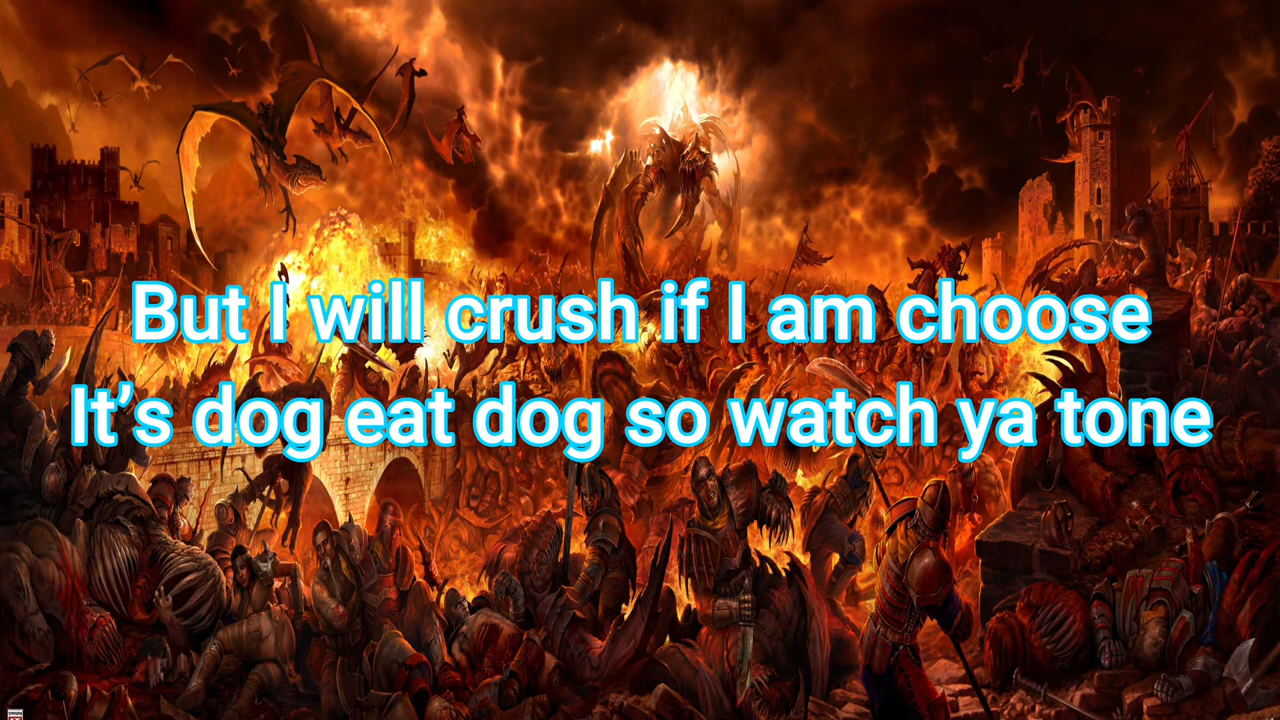 But I will crush if I am choose
It’s dog eat dog so watch ya tone